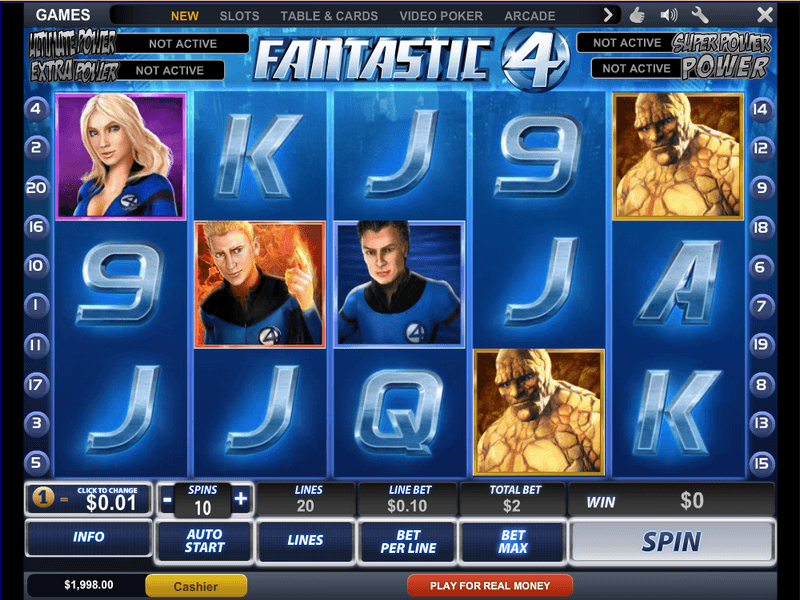 GAMES NEW SLOTS TABLE & CARDS VIDEO POKER ARCADE
ULTIMATE POWER NOT ACTIVE
EXTRA POWER NOT ACTIVE
FANTASTIC 4
NOT ACTIVE SUPER POWER
NOT ACTIVE POWER
4 K J 9 14
2 12
20 4 9
16 18
10 9 J A 6
1 7
11 4 4 19
17 J J Q K 8
3 13
5 15
1 = CLICK TO CHANGE $0.01
- SPINS 10 +
LINES 20
LINE BET $0.10
TOTAL BET $2
WIN $0
INFO
AUTO START
LINES
BET PER LINE
BET MAX
SPIN
$1,998.00 Cashier PLAY FOR REAL MONEY